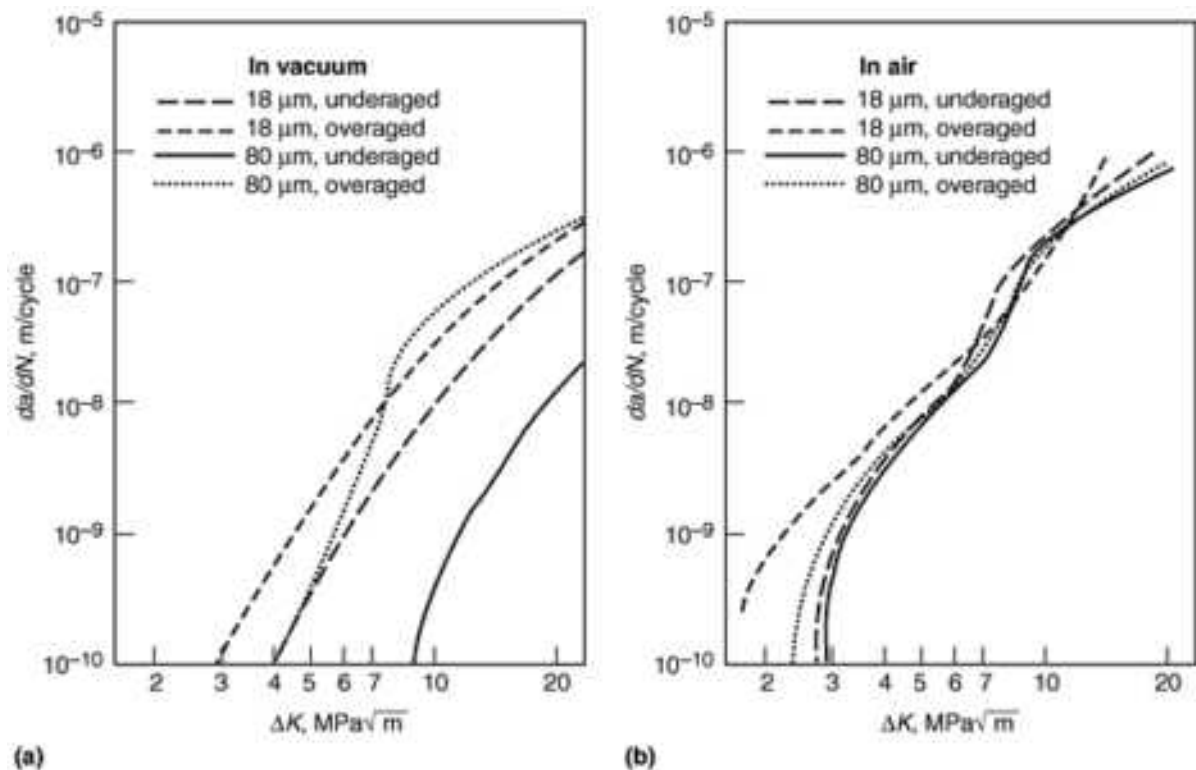 In vacuum
18 μm, underaged
18 μm, overaged
80 μm, underaged
80 μm, overaged
10⁻⁵
10⁻⁶
10⁻⁷
10⁻⁸
10⁻⁹
10⁻¹⁰
da/dN, m/cycle
2 3 4 5 6 7 10 20
ΔK, MPa√m
(a)
In air
18 μm, underaged
18 μm, overaged
80 μm, underaged
80 μm, overaged
10⁻⁵
10⁻⁶
10⁻⁷
10⁻⁸
10⁻⁹
10⁻¹⁰
da/dN, m/cycle
2 3 4 5 6 7 10 20
ΔK, MPa√m
(b)